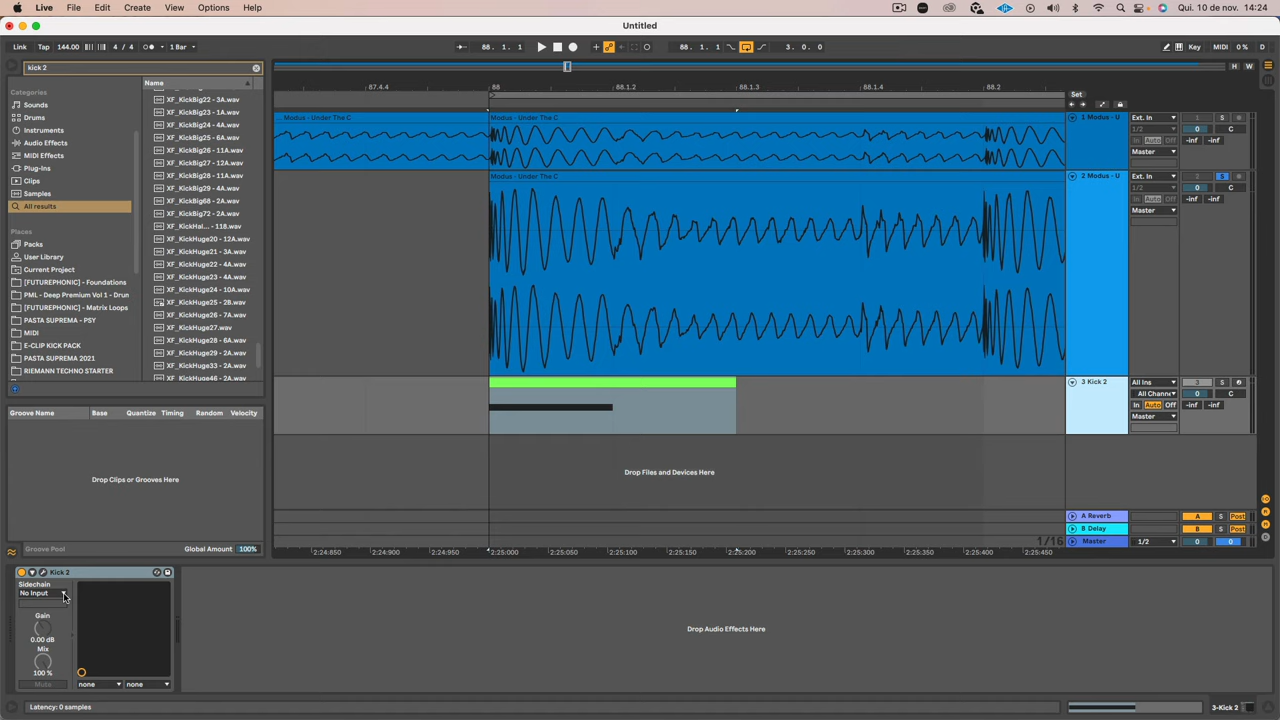 Live File Edit Create View Options Help Qui. 10 de nov. 14:24
Untitled
Link Tap 144.00 4 / 4 1 Bar 88. 1. 1 88. 1. 1 3. 0. 0 Key MIDI 0 % D
kick 2
H W
Categories
Sounds
Drums
Instruments
Audio Effects
MIDI Effects
Plug-Ins
Clips
Samples
All results
Places
Packs
User Library
Current Project
[FUTUREPHONIC] - Foundations
PML - Deep Premium Vol 1 - Drun
[FUTUREPHONIC] - Matrix Loops
PASTA SUPREMA - PSY
MIDI
E-CLIP KICK PACK
PASTA SUPREMA 2021
RIEMANN TECHNO STARTER
Name
XF_KickBig22 - 3A.wav
XF_KickBig23 - 1A.wav
XF_KickBig24 - 4A.wav
XF_KickBig25 - 6A.wav
XF_KickBig26 - 11A.wav
XF_KickBig27 - 12A.wav
XF_KickBig28 - 11A.wav
XF_KickBig29 - 4A.wav
XF_KickBig68 - 2A.wav
XF_KickBig72 - 2A.wav
XF_KickHal... - 11B.wav
XF_KickHuge20 - 12A.wav
XF_KickHuge21 - 3A.wav
XF_KickHuge22 - 4A.wav
XF_KickHuge23 - 4A.wav
XF_KickHuge24 - 10A.wav
XF_KickHuge25 - 2B.wav
XF_KickHuge26 - 7A.wav
XF_KickHuge27.wav
XF_KickHuge28 - 6A.wav
XF_KickHuge29 - 2A.wav
XF_KickHuge33 - 2A.wav
XF_KickHuge46 - 2A.wav
87.4.4 88 88.1.2 88.1.3 88.1.4 88.2
Set
... Modus - Under The C Modus - Under The C
1 Modus - U Ext. In 1 S
1/2 0 C
In Auto Off -inf -inf
Master
Modus - Under The C
2 Modus - U Ext. In 2 S
1/2 0 C
In Auto Off -inf -inf
Master
3 Kick 2 All Ins 3 S
All Channe 0 C
In Auto Off -inf -inf
Master
Drop Files and Devices Here
A Reverb A S Post
B Delay B S Post
1/16 Master 1/2 0 0
2:24:850 2:24:900 2:24:950 2:25:000 2:25:050 2:25:100 2:25:150 2:25:200 2:25:250 2:25:300 2:25:350 2:25:400 2:25:450
Groove Name Base Quantize Timing Random Velocity
Drop Clips or Grooves Here
Groove Pool Global Amount 100%
Kick 2
Sidechain
No Input
Gain
0.00 dB
Mix
100 %
Mute none none
Drop Audio Effects Here
Latency: 0 samples 3-Kick 2